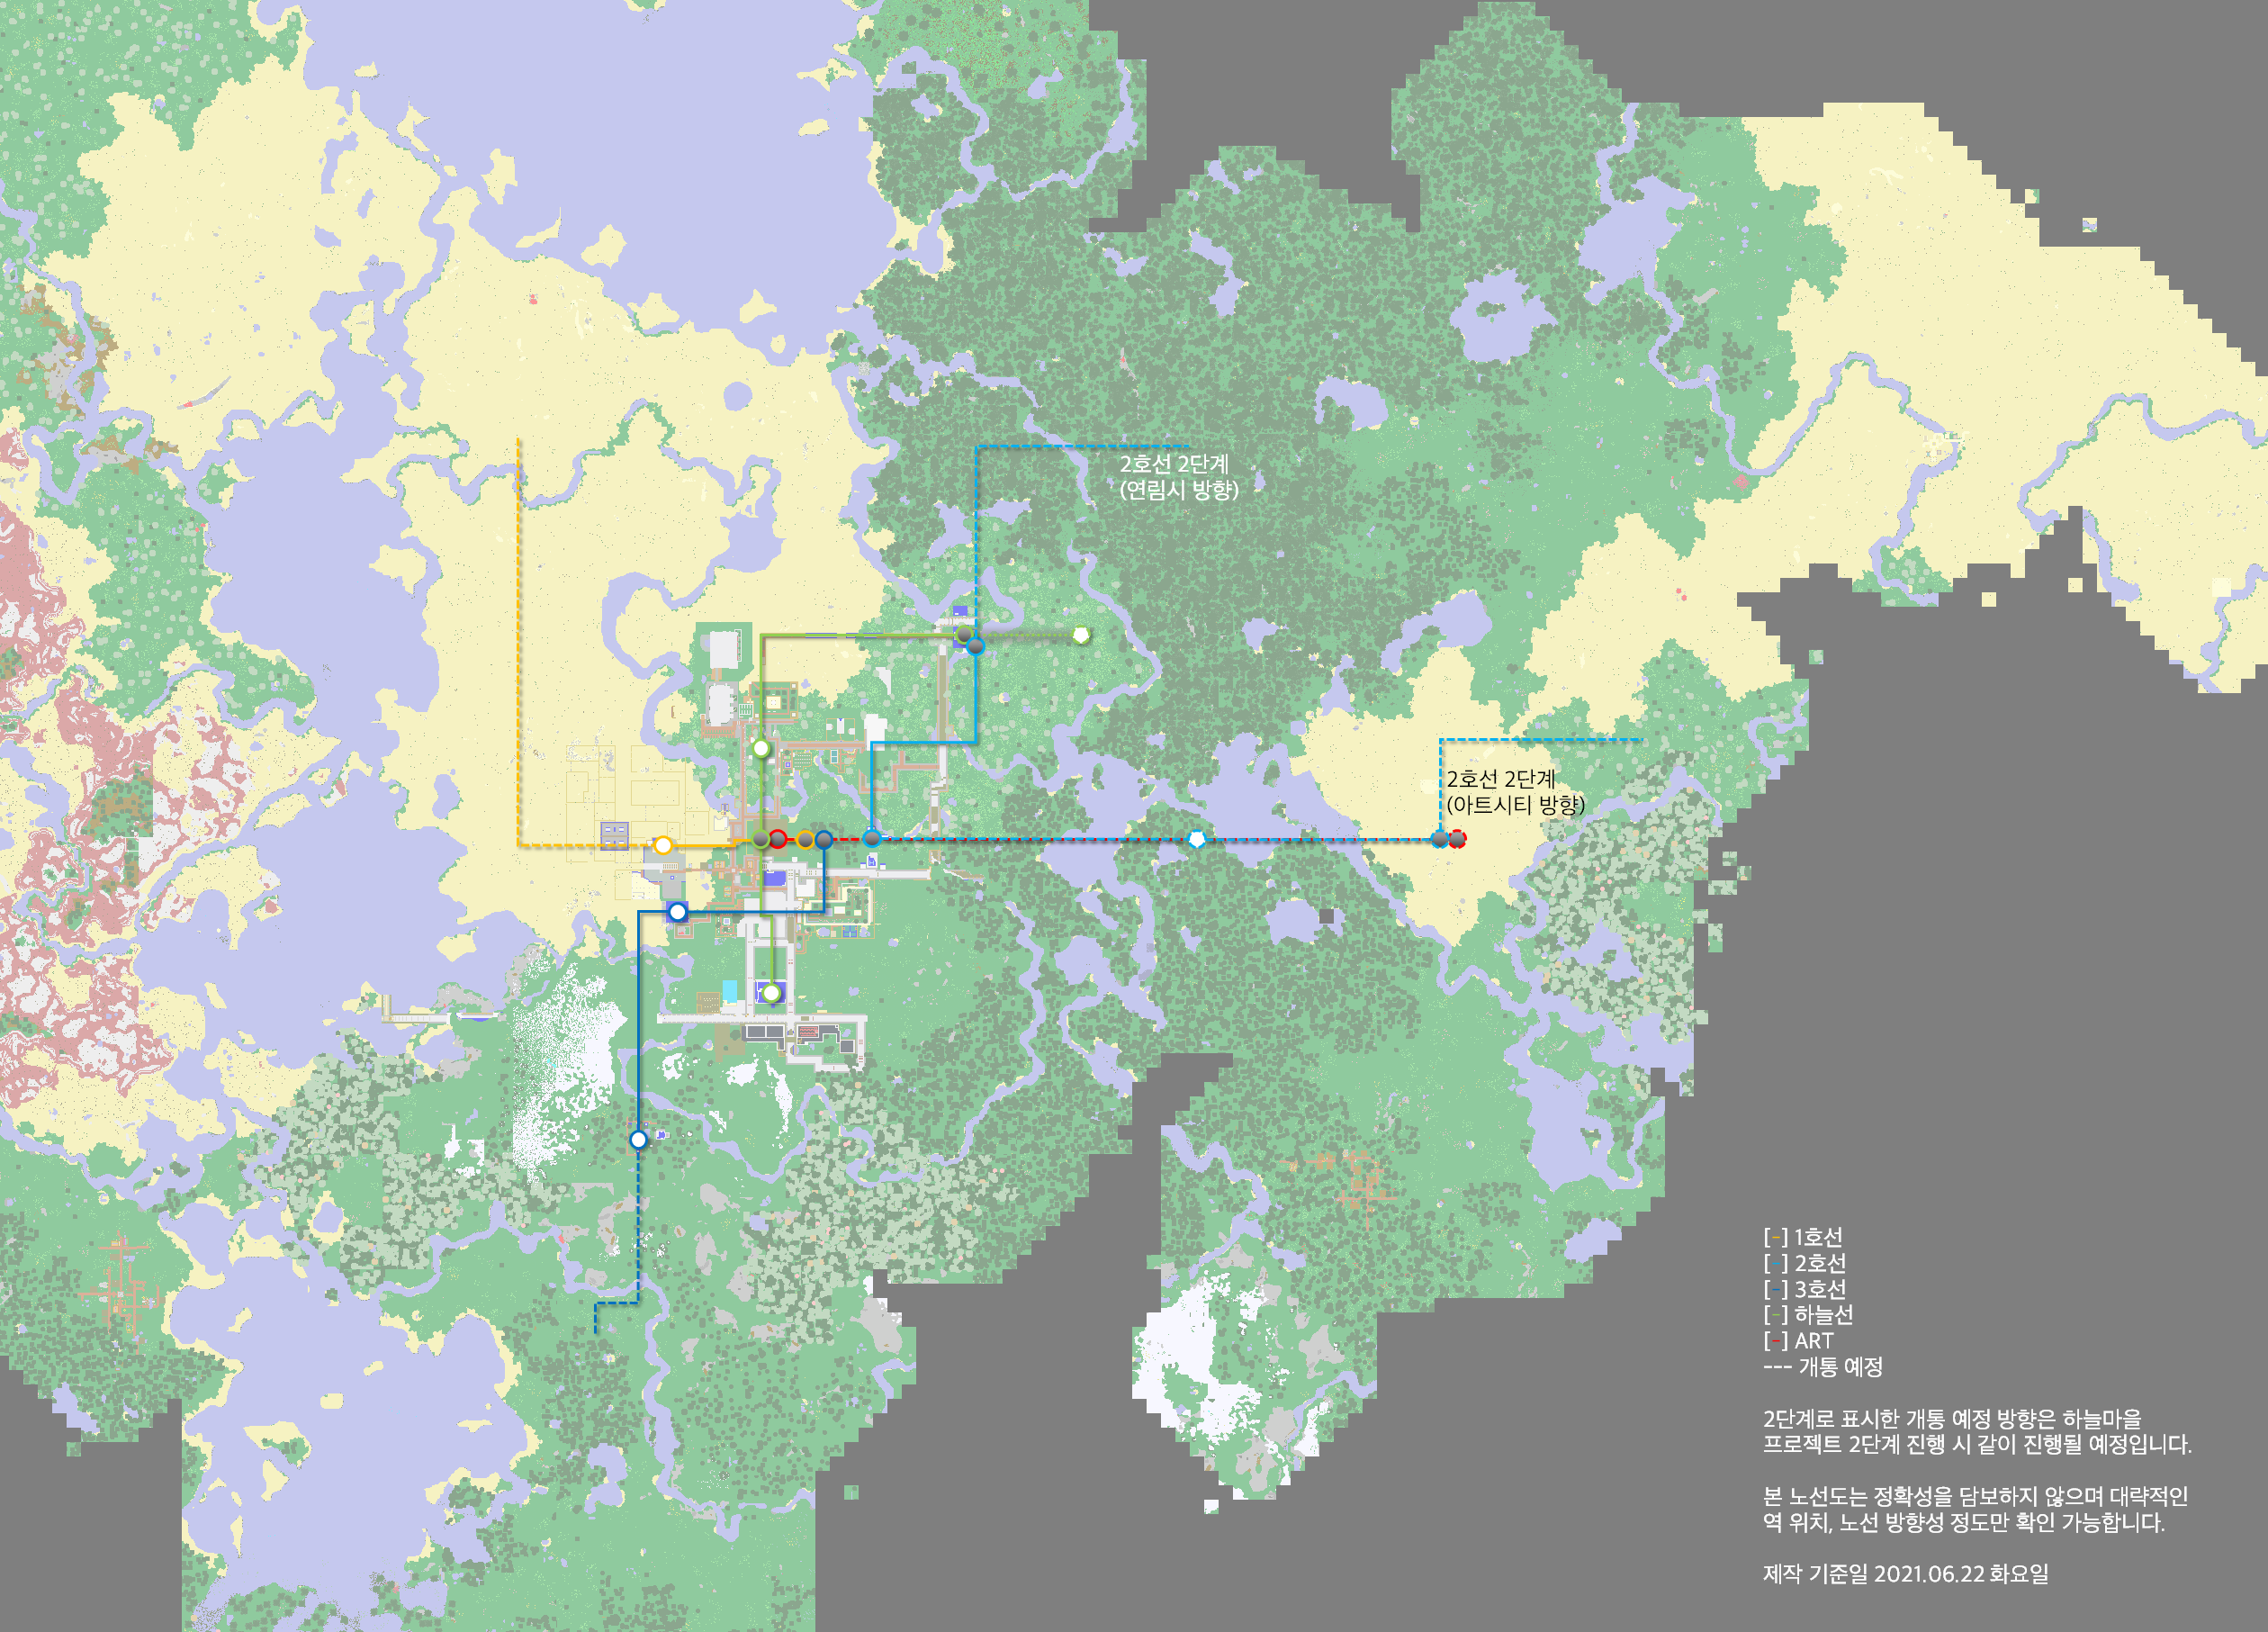 2호선 2단계
(연림시 방향)
2호선 2단계
(아트시티 방향)
[-] 1호선
[-] 2호선
[-] 3호선
[-] 하늘선
[-] ART
--- 개통 예정
2단계로 표시한 개통 예정 방향은 하늘마을
프로젝트 2단계 진행 시 같이 진행될 예정입니다.
본 노선도는 정확성을 담보하지 않으며 대략적인
역 위치, 노선 방향성 정도만 확인 가능합니다.
제작 기준일 2021.06.22 화요일